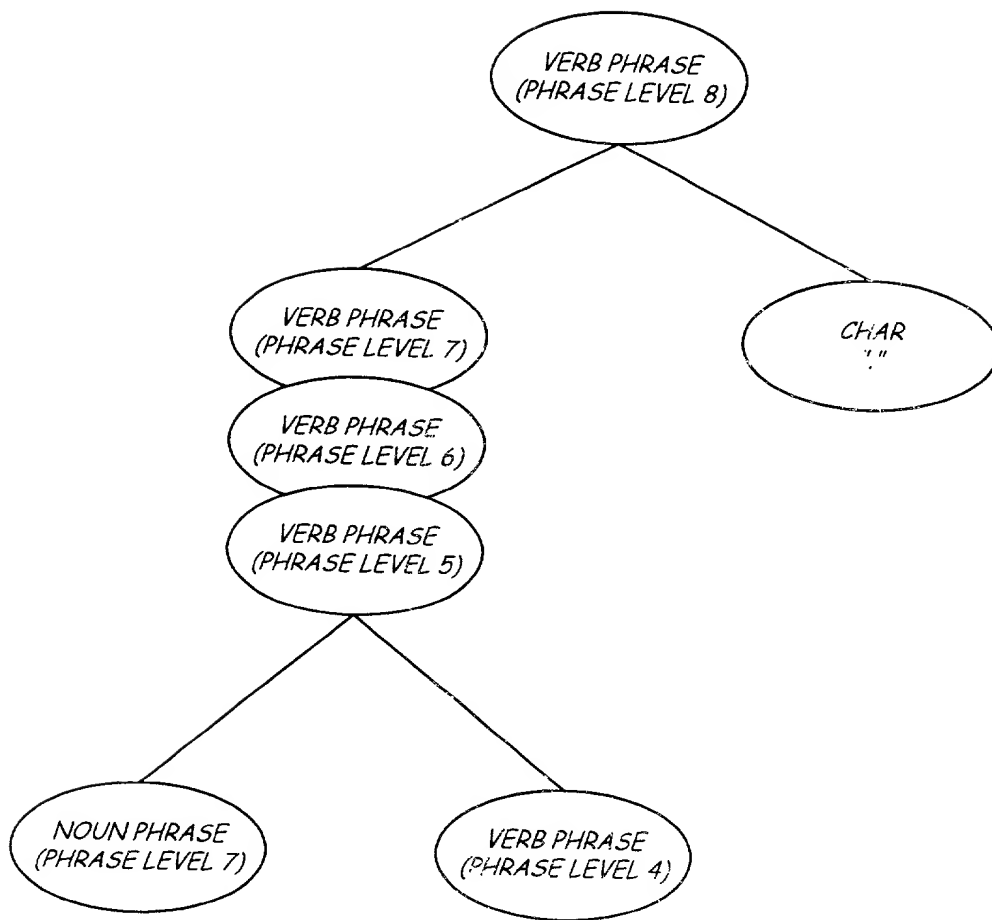 VERB PHRASE
(PHRASE LEVEL 8)
VERB PHRASE
(PHRASE LEVEL 7)
CHAR
"."
VERB PHRASE
(PHRASE LEVEL 6)
VERB PHRASE
(PHRASE LEVEL 5)
NOUN PHRASE
(PHRASE LEVEL 7)
VERB PHRASE
(PHRASE LEVEL 4)